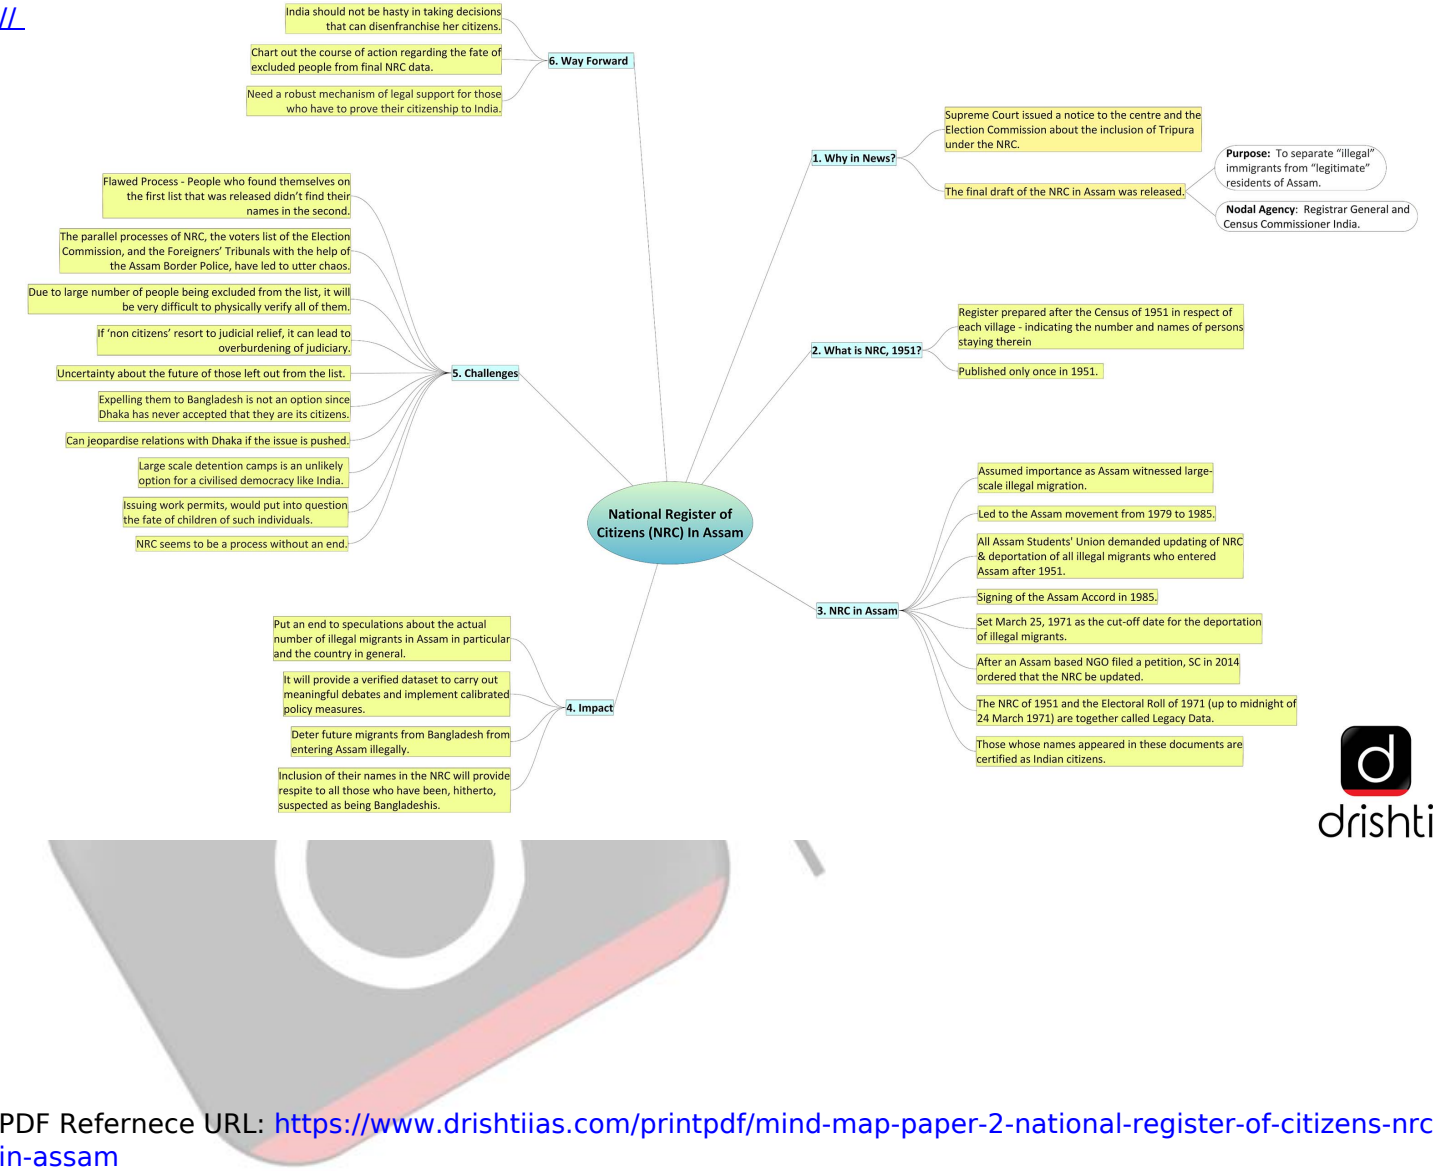 //
India should not be hasty in taking decisions
that can disenfranchise her citizens.
Chart out the course of action regarding the fate of
excluded people from final NRC data.
Need a robust mechanism of legal support for those
who have to prove their citizenship to India.
6. Way Forward
1. Why in News?
Supreme Court issued a notice to the centre and the
Election Commission about the inclusion of Tripura
under the NRC.
The final draft of the NRC in Assam was released.
Purpose: To separate “illegal”
immigrants from “legitimate”
residents of Assam.
Nodal Agency: Registrar General and
Census Commissioner India.
2. What is NRC, 1951?
Register prepared after the Census of 1951 in respect of
each village - indicating the number and names of persons
staying therein
Published only once in 1951.
Flawed Process - People who found themselves on
the first list that was released didn’t find their
names in the second.
The parallel processes of NRC, the voters list of the Election
Commission, and the Foreigners’ Tribunals with the help of
the Assam Border Police, have led to utter chaos.
Due to large number of people being excluded from the list, it will
be very difficult to physically verify all of them.
If ‘non citizens’ resort to judicial relief, it can lead to
overburdening of judiciary.
Uncertainty about the future of those left out from the list.
Expelling them to Bangladesh is not an option since
Dhaka has never accepted that they are its citizens.
Can jeopardise relations with Dhaka if the issue is pushed.
Large scale detention camps is an unlikely
option for a civilised democracy like India.
Issuing work permits, would put into question
the fate of children of such individuals.
NRC seems to be a process without an end.
5. Challenges
National Register of
Citizens (NRC) In Assam
3. NRC in Assam
Assumed importance as Assam witnessed large-
scale illegal migration.
Led to the Assam movement from 1979 to 1985.
All Assam Students' Union demanded updating of NRC
& deportation of all illegal migrants who entered
Assam after 1951.
Signing of the Assam Accord in 1985.
Set March 25, 1971 as the cut-off date for the deportation
of illegal migrants.
After an Assam based NGO filed a petition, SC in 2014
ordered that the NRC be updated.
The NRC of 1951 and the Electoral Roll of 1971 (up to midnight of
24 March 1971) are together called Legacy Data.
Those whose names appeared in these documents are
certified as Indian citizens.
Put an end to speculations about the actual
number of illegal migrants in Assam in particular
and the country in general.
It will provide a verified dataset to carry out
meaningful debates and implement calibrated
policy measures.
Deter future migrants from Bangladesh from
entering Assam illegally.
Inclusion of their names in the NRC will provide
respite to all those who have been, hitherto,
suspected as being Bangladeshis.
4. Impact
d
drishti
PDF Refernece URL: https://www.drishtiias.com/printpdf/mind-map-paper-2-national-register-of-citizens-nrc
in-assam